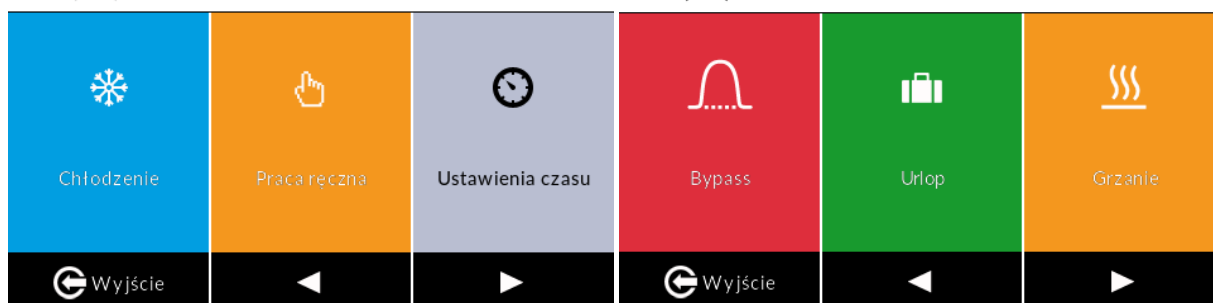 Chłodzenie
Praca ręczna
Ustawienia czasu
Wyjście
Bypass
Urlop
Grzanie
Wyjście